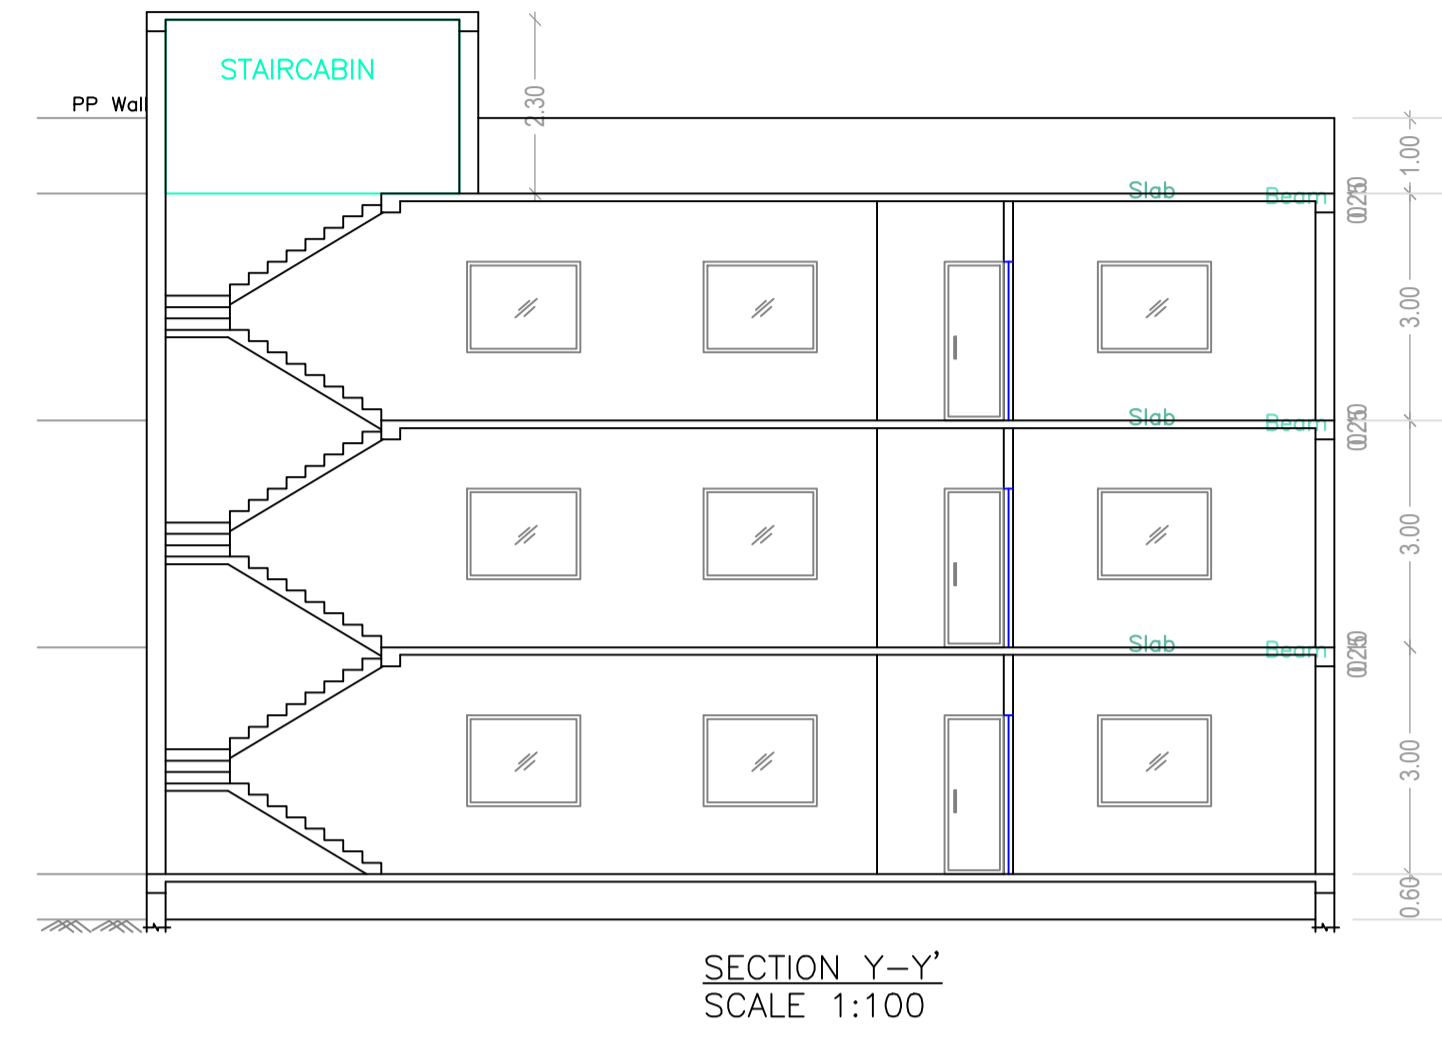 STAIRCABIN
PP Wall
2.30
1.00
Slab
Beam
3.00
Slab
Beam
3.00
Slab
Beam
3.00
0.60
SECTION Y-Y'
SCALE 1:100